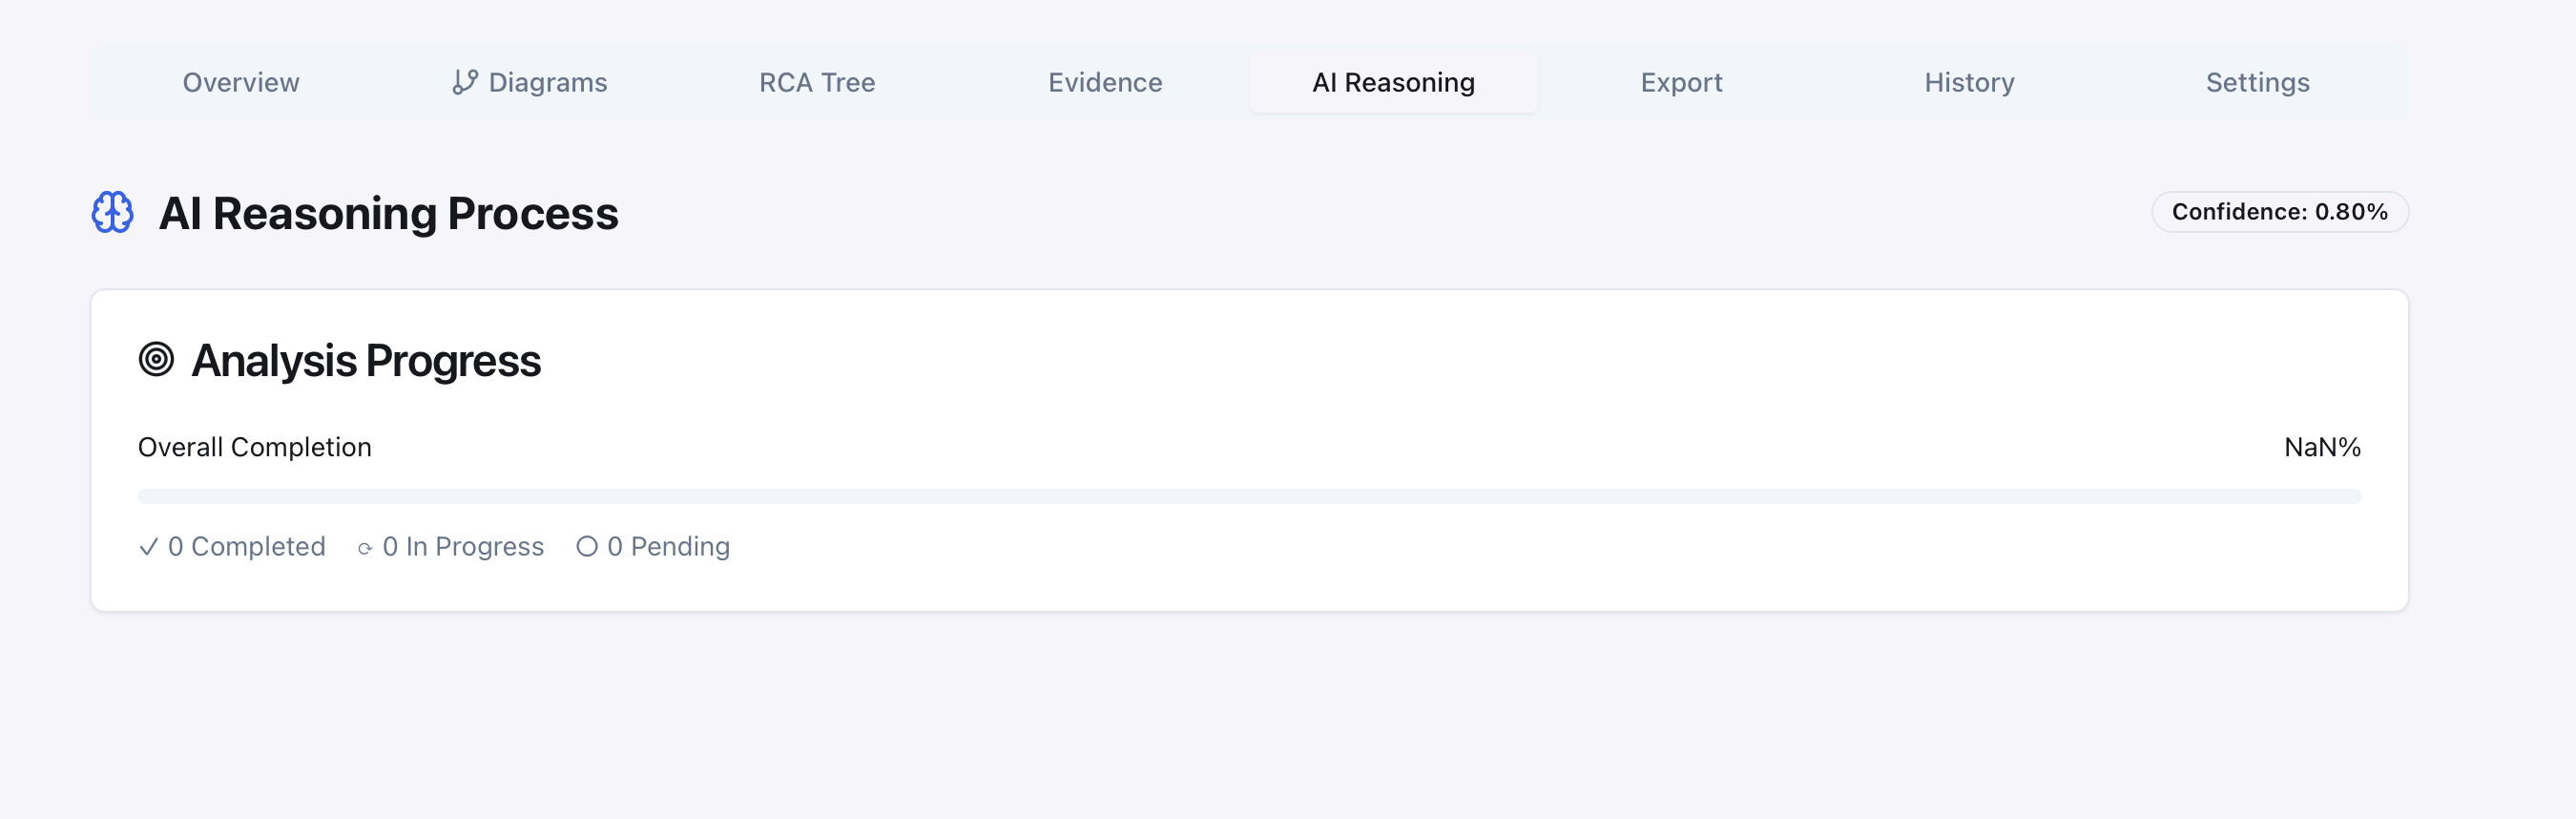 Overview Diagrams RCA Tree Evidence AI Reasoning Export History Settings
AI Reasoning Process
Confidence: 0.80%
Analysis Progress
Overall Completion NaN%
✓ 0 Completed ⟳ 0 In Progress ○ 0 Pending